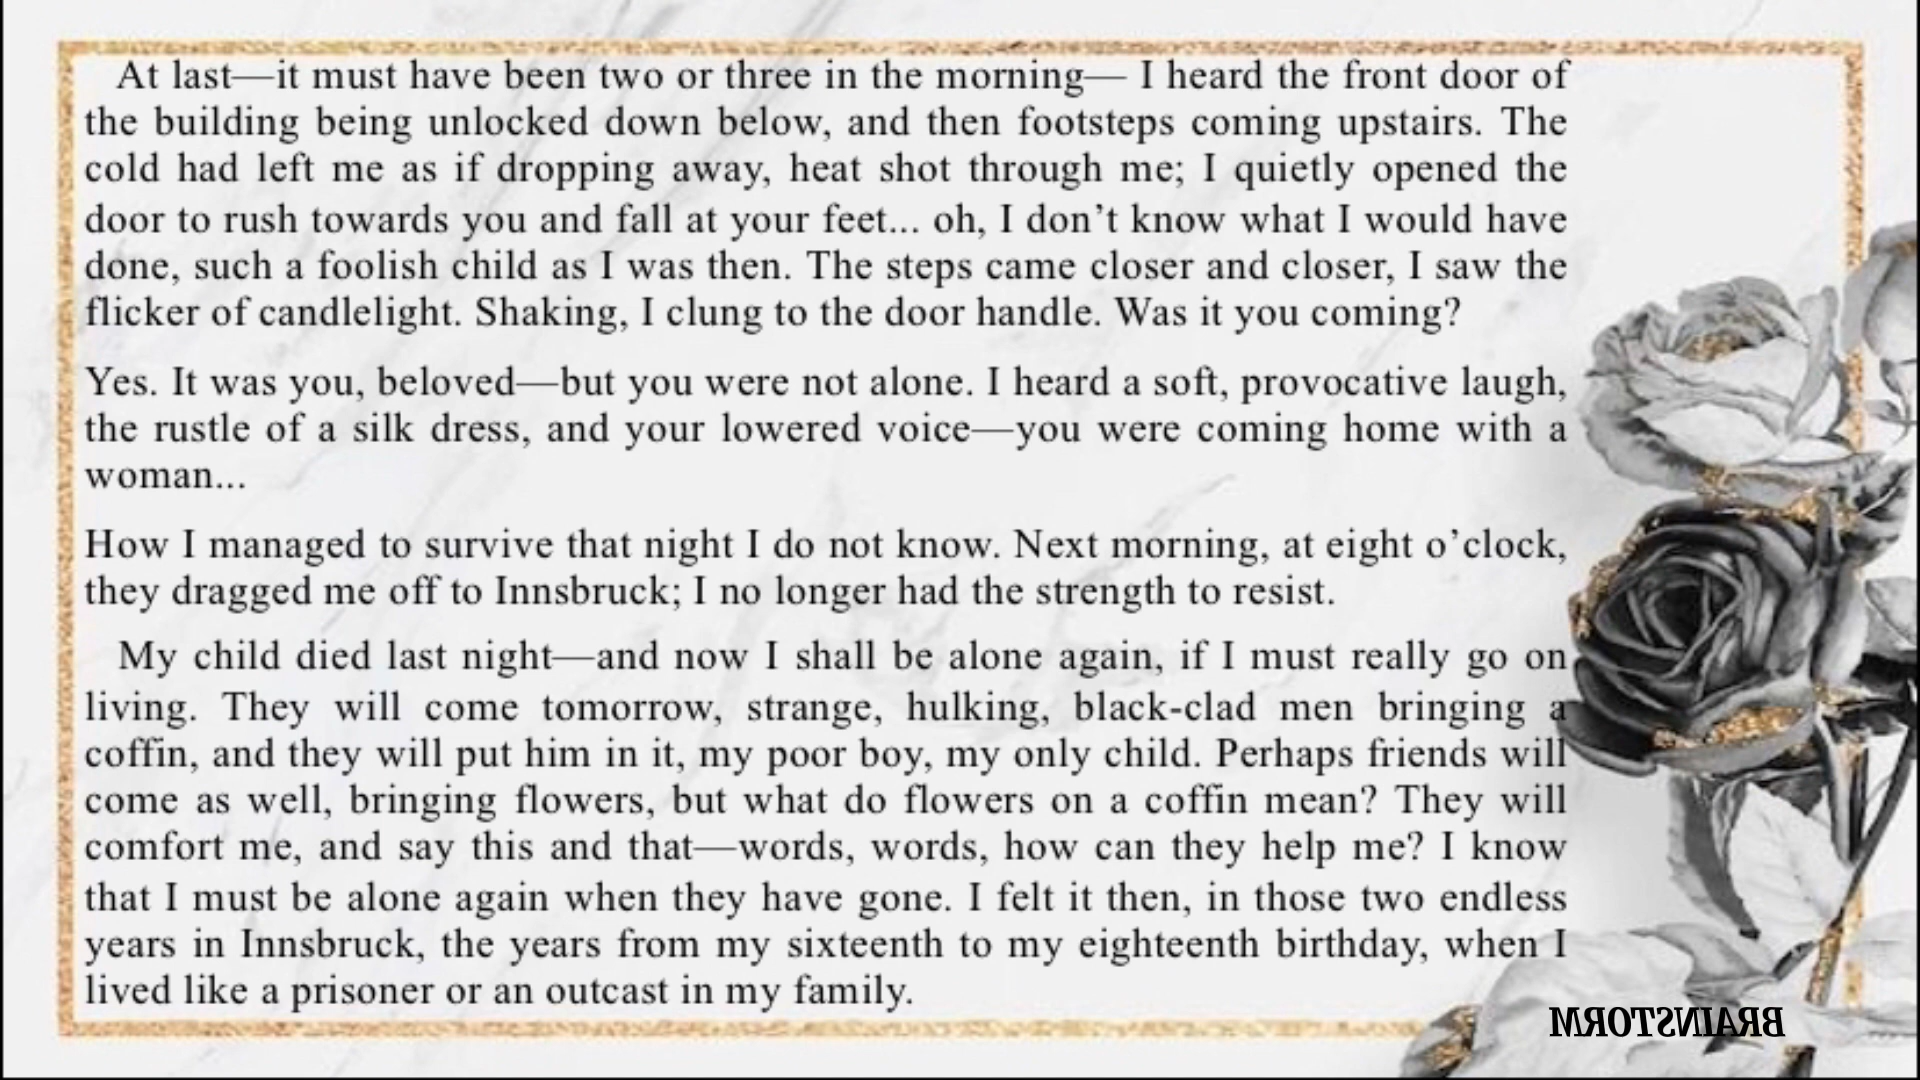 At last—it must have been two or three in the morning— I heard the front door of
the building being unlocked down below, and then footsteps coming upstairs. The
cold had left me as if dropping away, heat shot through me; I quietly opened the
door to rush towards you and fall at your feet... oh, I don’t know what I would have
done, such a foolish child as I was then. The steps came closer and closer, I saw the
flicker of candlelight. Shaking, I clung to the door handle. Was it you coming?
Yes. It was you, beloved—but you were not alone. I heard a soft, provocative laugh,
the rustle of a silk dress, and your lowered voice—you were coming home with a
woman...
How I managed to survive that night I do not know. Next morning, at eight o’clock,
they dragged me off to Innsbruck; I no longer had the strength to resist.
My child died last night—and now I shall be alone again, if I must really go on
living. They will come tomorrow, strange, hulking, black-clad men bringing a
coffin, and they will put him in it, my poor boy, my only child. Perhaps friends will
come as well, bringing flowers, but what do flowers on a coffin mean? They will
comfort me, and say this and that—words, words, how can they help me? I know
that I must be alone again when they have gone. I felt it then, in those two endless
years in Innsbruck, the years from my sixteenth to my eighteenth birthday, when I
lived like a prisoner or an outcast in my family.
BRAINSTORM